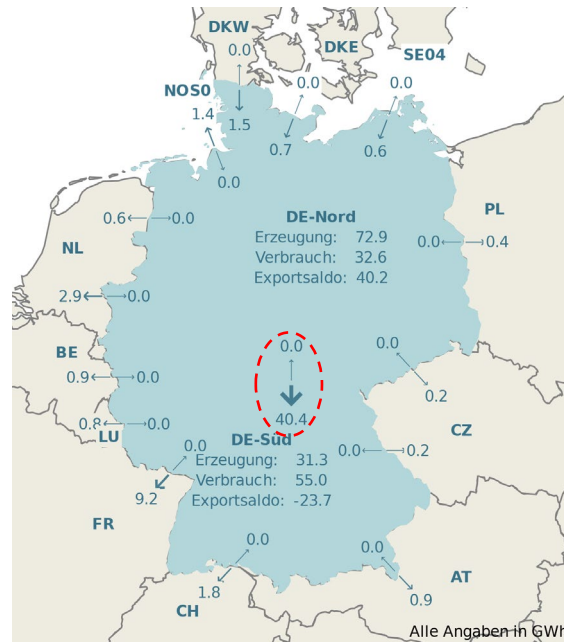 DKW
DKE
SE04
0.0
0.0
0.0
NOS0
1.4
1.5
0.7
0.6
0.0
0.6
0.0
DE-Nord
PL
Erzeugung: 72.9
Verbrauch: 32.6
Exportsaldo: 40.2
0.0
0.4
NL
2.9
0.0
BE
0.0
0.0
0.9
0.0
0.2
0.8
0.0
40.4
LU
DE-Süd
CZ
0.0
0.0
0.2
Erzeugung: 31.3
Verbrauch: 55.0
Exportsaldo: -23.7
9.2
FR
0.0
0.0
1.8
0.9
AT
CH
Alle Angaben in GWh